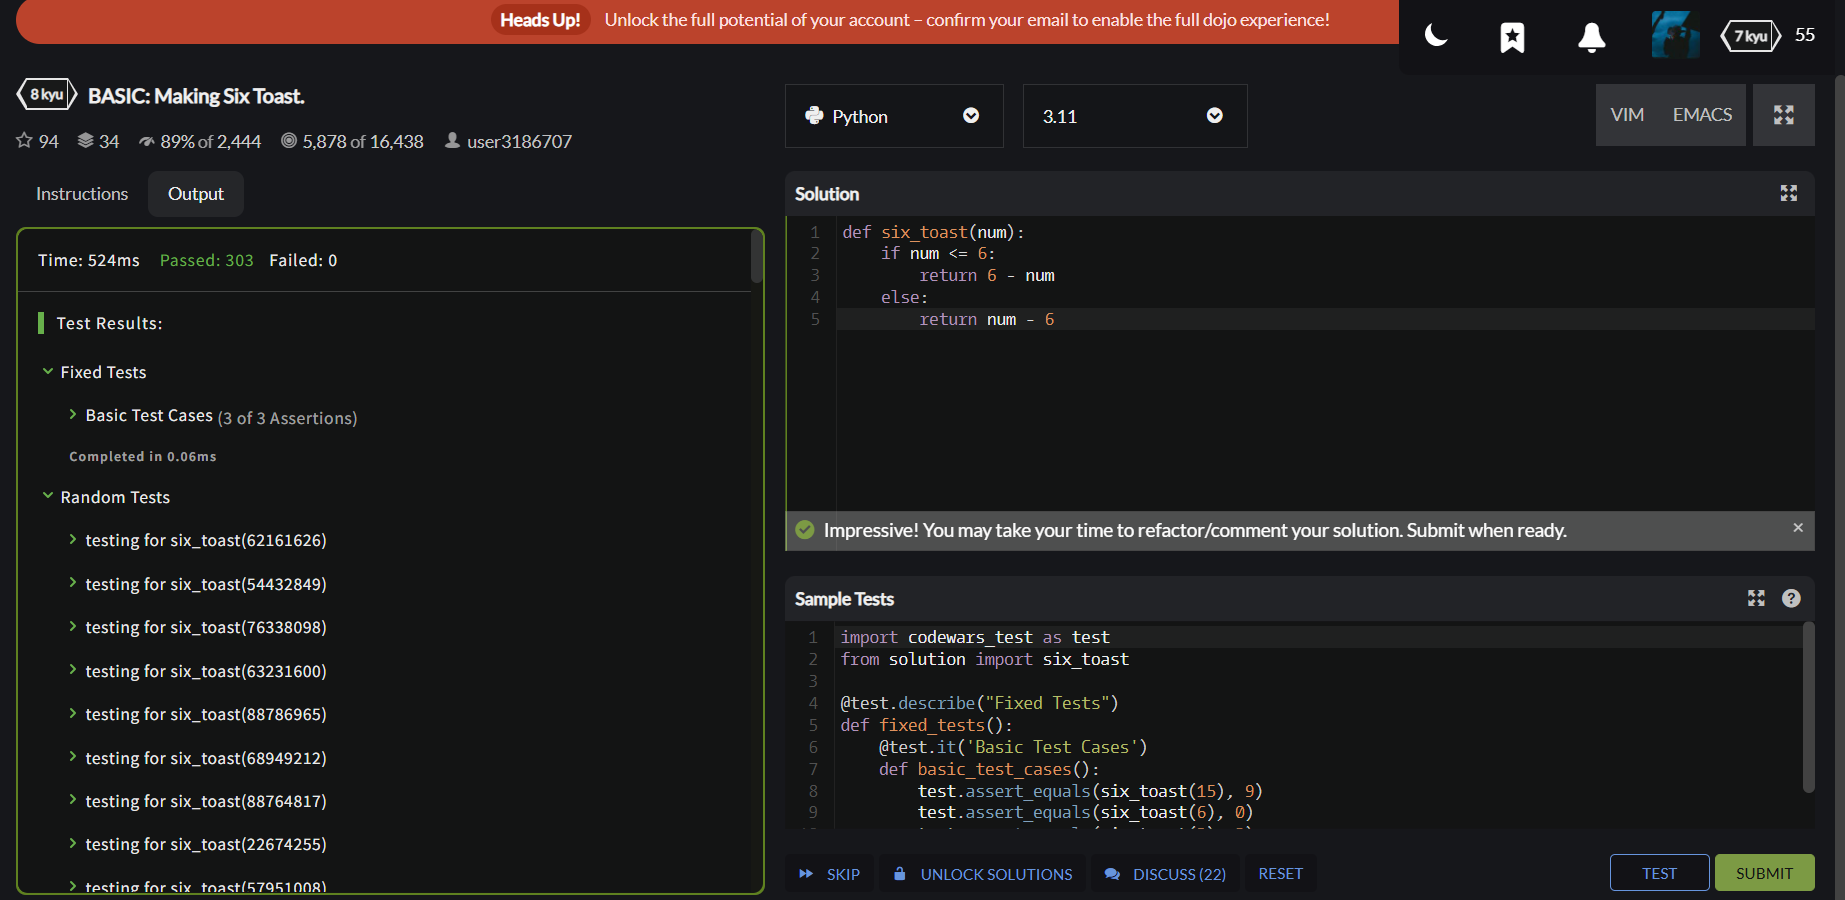 Heads Up! Unlock the full potential of your account – confirm your email to enable the full dojo experience!
7 kyu 55
8 kyu BASIC: Making Six Toast.
94 34 89% of 2,444 5,878 of 16,438 user3186707
Instructions Output
Time: 524ms Passed: 303 Failed: 0
Test Results:
Fixed Tests
Basic Test Cases (3 of 3 Assertions)
Completed in 0.06ms
Random Tests
testing for six_toast(62161626)
testing for six_toast(54432849)
testing for six_toast(76338098)
testing for six_toast(63231600)
testing for six_toast(88786965)
testing for six_toast(68949212)
testing for six_toast(88764817)
testing for six_toast(22674255)
testing for six_toast(57951008)
Python 3.11 VIM EMACS
Solution
1 def six_toast(num):
2     if num <= 6:
3         return 6 - num
4     else:
5         return num - 6
Impressive! You may take your time to refactor/comment your solution. Submit when ready. ×
Sample Tests ?
1 import codewars_test as test
2 from solution import six_toast
3
4 @test.describe("Fixed Tests")
5 def fixed_tests():
6     @test.it('Basic Test Cases')
7     def basic_test_cases():
8         test.assert_equals(six_toast(15), 9)
9         test.assert_equals(six_toast(6), 0)
SKIP UNLOCK SOLUTIONS DISCUSS (22) RESET TEST SUBMIT